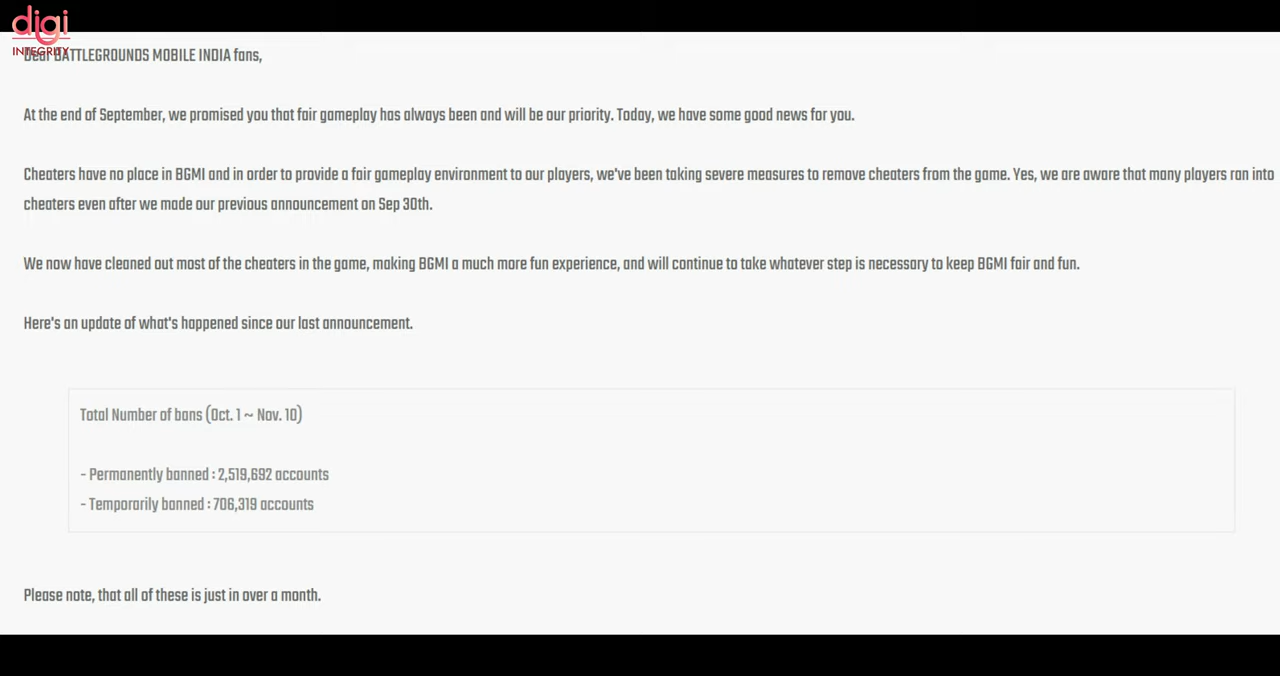 digi
INTEGRITY
Dear BATTLEGROUNDS MOBILE INDIA fans,
At the end of September, we promised you that fair gameplay has always been and will be our priority. Today, we have some good news for you.
Cheaters have no place in BGMI and in order to provide a fair gameplay environment to our players, we've been taking severe measures to remove cheaters from the game. Yes, we are aware that many players ran into
cheaters even after we made our previous announcement on Sep 30th.
We now have cleaned out most of the cheaters in the game, making BGMI a much more fun experience, and will continue to take whatever step is necessary to keep BGMI fair and fun.
Here's an update of what's happened since our last announcement.
Total Number of bans (Oct. 1 ~ Nov. 10)
- Permanently banned : 2,519,692 accounts
- Temporarily banned : 706,319 accounts
Please note, that all of these is just in over a month.